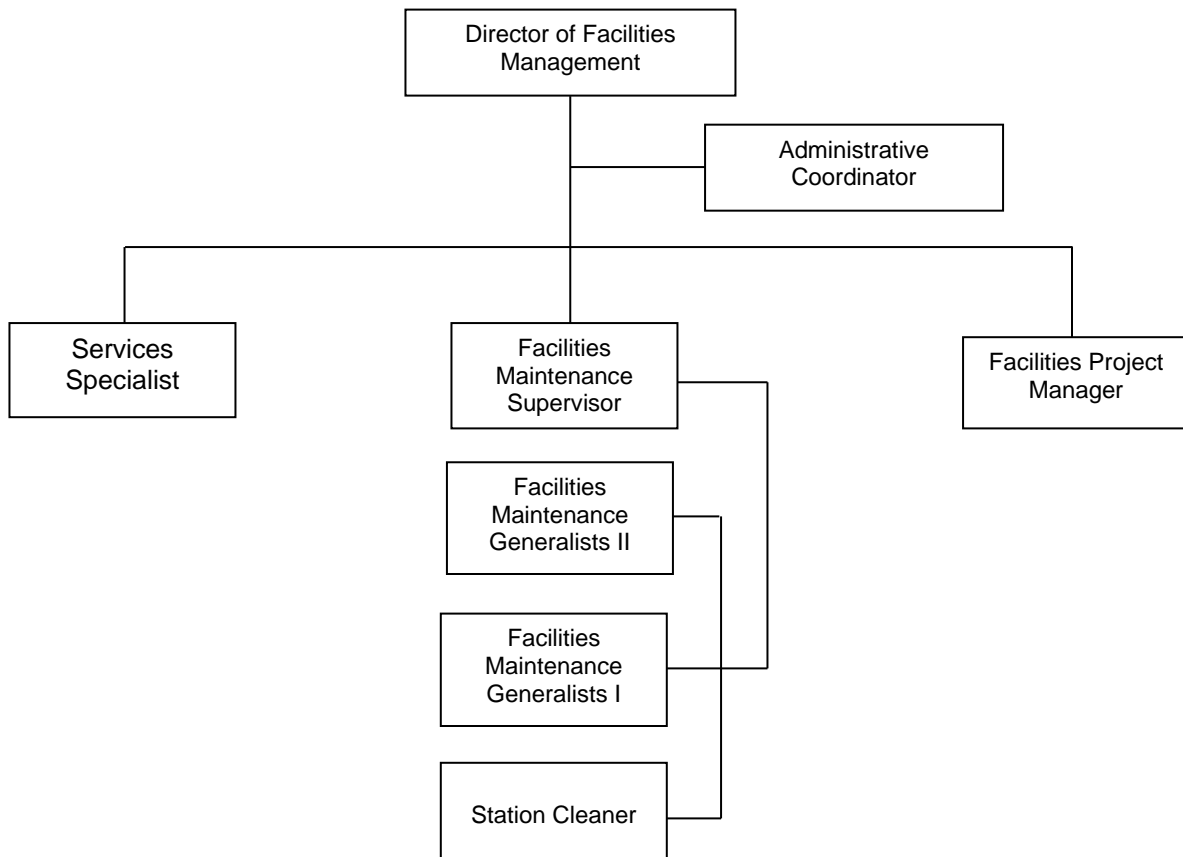 Director of Facilities
Management
Administrative
Coordinator
Services
Specialist
Facilities
Maintenance
Supervisor
Facilities Project
Manager
Facilities
Maintenance
Generalists II
Facilities
Maintenance
Generalists I
Station Cleaner